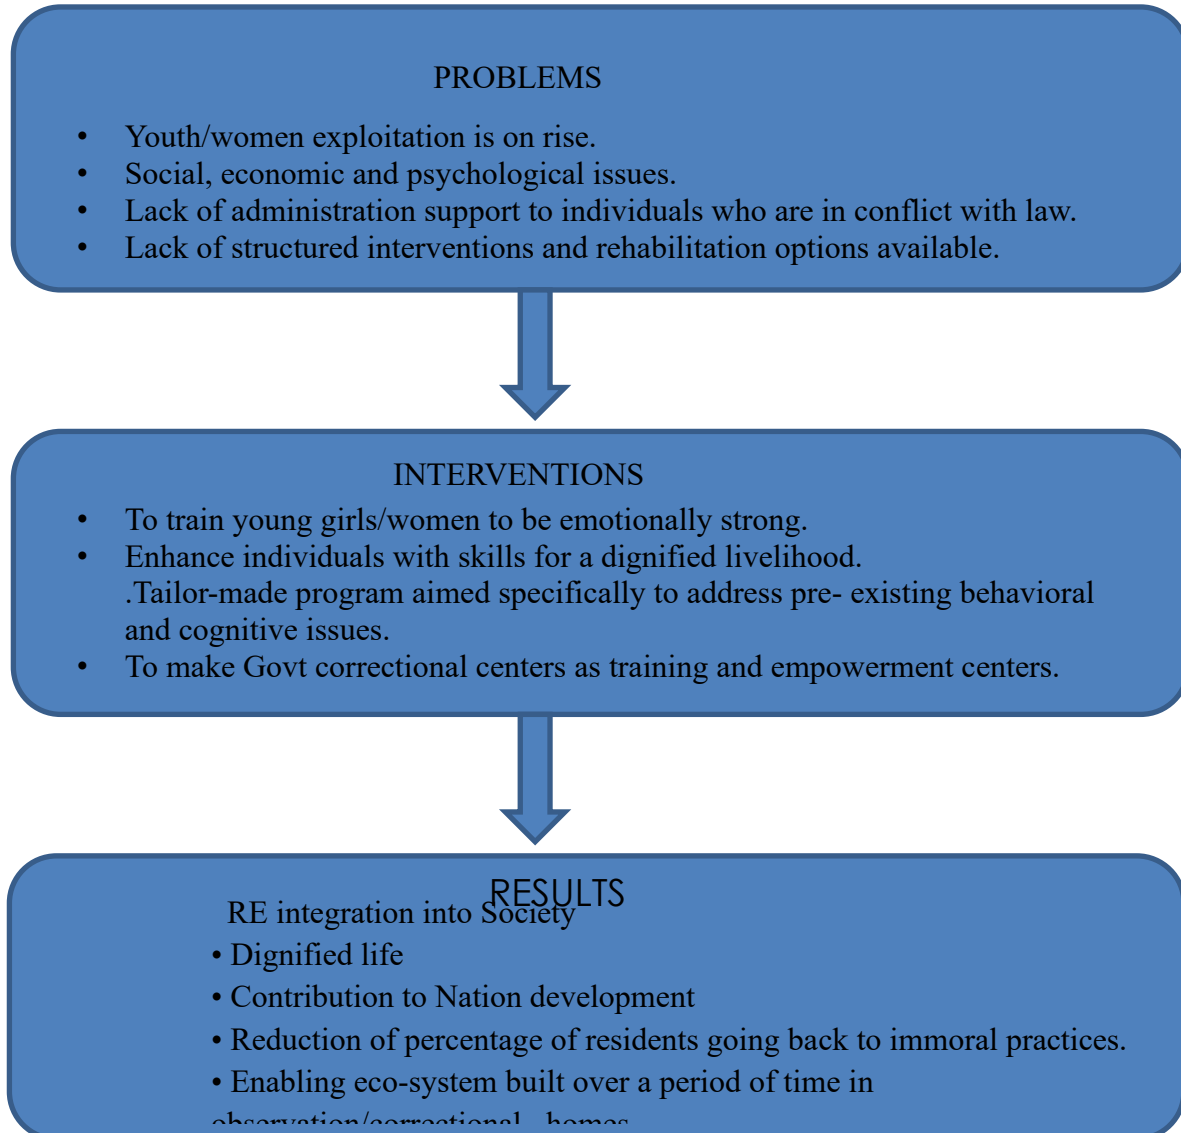 PROBLEMS
• Youth/women exploitation is on rise.
• Social, economic and psychological issues.
• Lack of administration support to individuals who are in conflict with law.
• Lack of structured interventions and rehabilitation options available.
INTERVENTIONS
• To train young girls/women to be emotionally strong.
• Enhance individuals with skills for a dignified livelihood.
.Tailor-made program aimed specifically to address pre- existing behavioral
and cognitive issues.
• To make Govt correctional centers as training and empowerment centers.
RESULTS
RE integration into Society
• Dignified life
• Contribution to Nation development
• Reduction of percentage of residents going back to immoral practices.
• Enabling eco-system built over a period of time in
observation/correctional homes